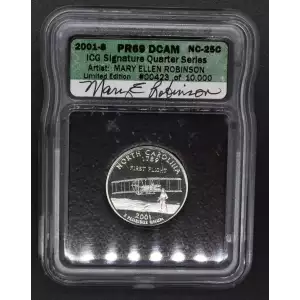 2001-S PR69 DCAM NC-25C
ICG Signature Quarter Series
Artist: MARY ELLEN ROBINSON
Limited Edition #00423 of 10,000
Mary E Robinson
NORTH CAROLINA
1789
FIRST FLIGHT
2001
E PLURIBUS UNUM